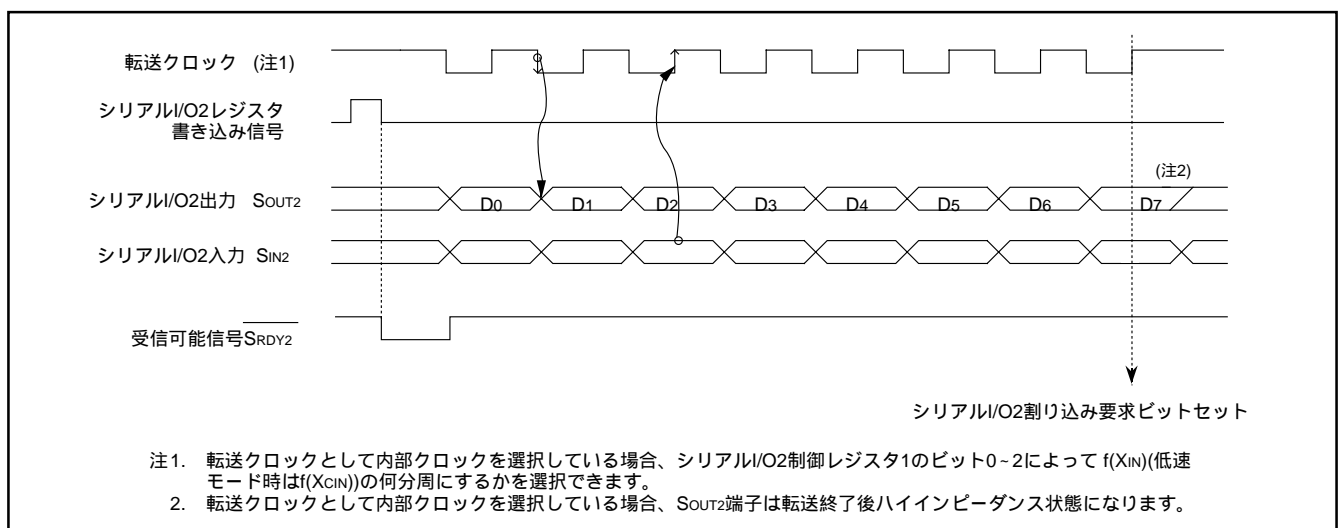 転送クロック (注1)
シリアルI/O2レジスタ
書き込み信号
シリアルI/O2出力 SOUT2
D0 D1 D2 D3 D4 D5 D6 D7
(注2)
シリアルI/O2入力 SIN2
受信可能信号SRDY2
シリアルI/O2割り込み要求ビットセット
注1. 転送クロックとして内部クロックを選択している場合、シリアルI/O2制御レジスタ1のビット0~2によって f(XIN)(低速
モード時はf(XCIN))の何分周にするかを選択できます。
2. 転送クロックとして内部クロックを選択している場合、SOUT2端子は転送終了後ハイインピーダンス状態になります。